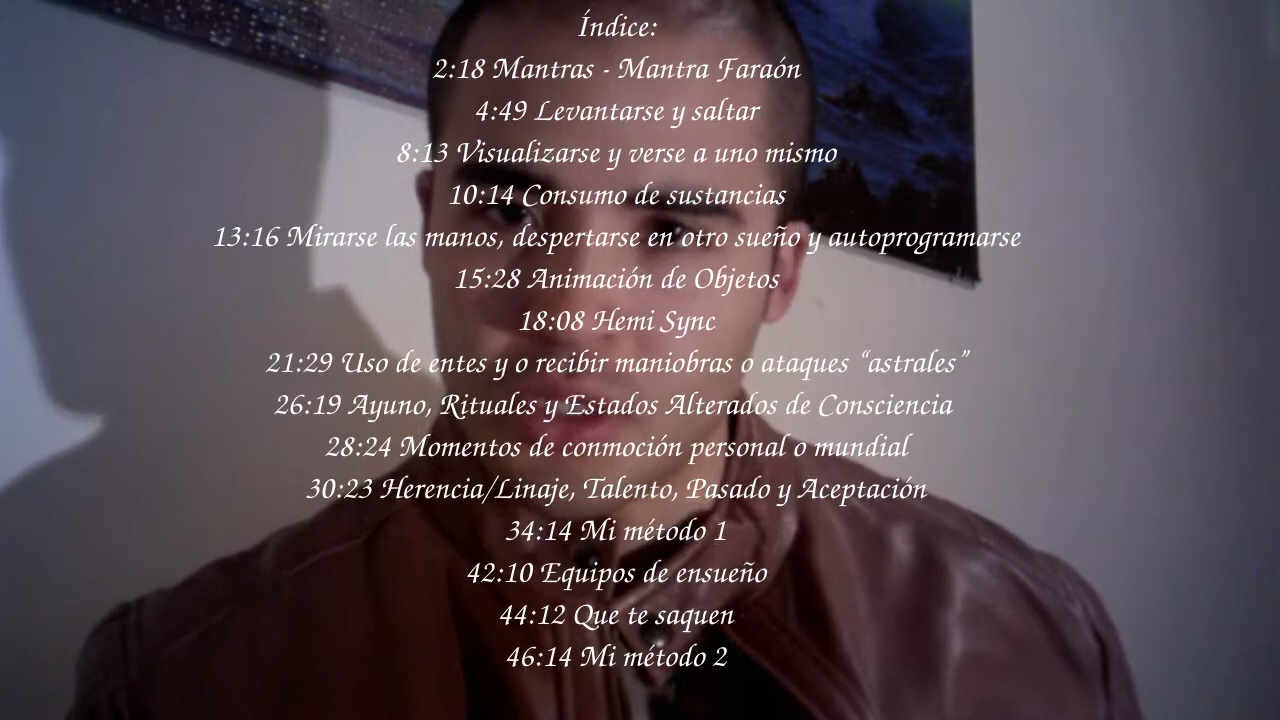 Índice:
2:18 Mantras - Mantra Faraón
4:49 Levantarse y saltar
8:13 Visualizarse y verse a uno mismo
10:14 Consumo de sustancias
13:16 Mirarse las manos, despertarse en otro sueño y autoprogramarse
15:28 Animación de Objetos
18:08 Hemi Sync
21:29 Uso de entes y o recibir maniobras o ataques “astrales”
26:19 Ayuno, Rituales y Estados Alterados de Consciencia
28:24 Momentos de conmoción personal o mundial
30:23 Herencia/Linaje, Talento, Pasado y Aceptación
34:14 Mi método 1
42:10 Equipos de ensueño
44:12 Que te saquen
46:14 Mi método 2